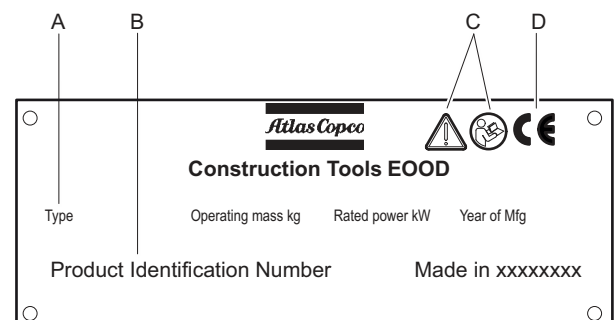 A B C D
Atlas Copco
CE
Construction Tools EOOD
Type Operating mass kg Rated power kW Year of Mfg
Product Identification Number Made in xxxxxxxx